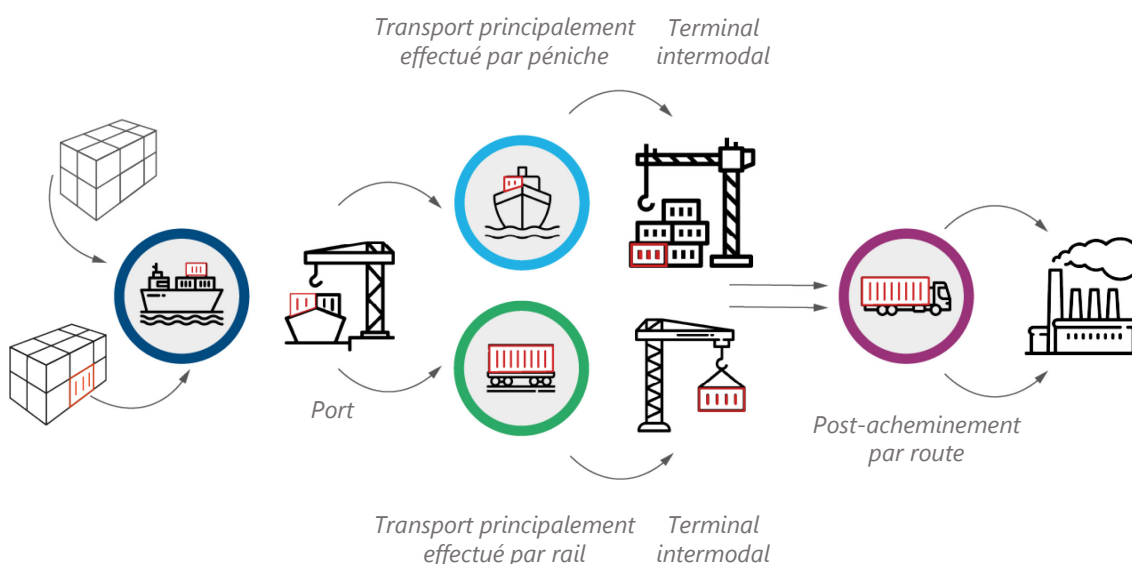 Transport principalement
effectué par péniche
Terminal
intermodal
Port
Post-acheminement
par route
Transport principalement
effectué par rail
Terminal
intermodal